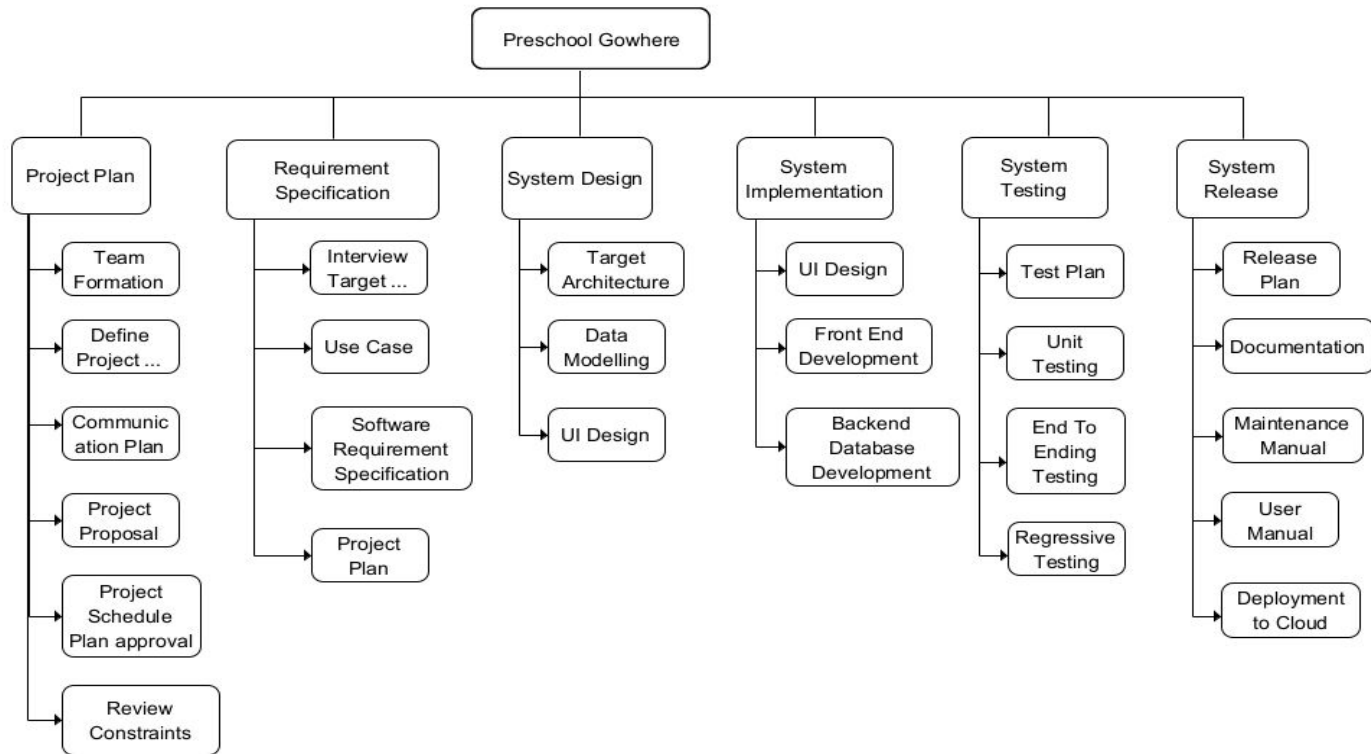 Preschool Gowhere
Project Plan
Requirement
Specification
System Design
System
Implementation
System
Testing
System
Release
Team
Formation
Define
Project ...
Communic
ation Plan
Project
Proposal
Project
Schedule
Plan approval
Review
Constraints
Interview
Target ...
Use Case
Software
Requirement
Specification
Project
Plan
Target
Architecture
Data
Modelling
UI Design
UI Design
Front End
Development
Backend
Database
Development
Test Plan
Unit
Testing
End To
Ending
Testing
Regressive
Testing
Release
Plan
Documentation
Maintenance
Manual
User
Manual
Deployment
to Cloud